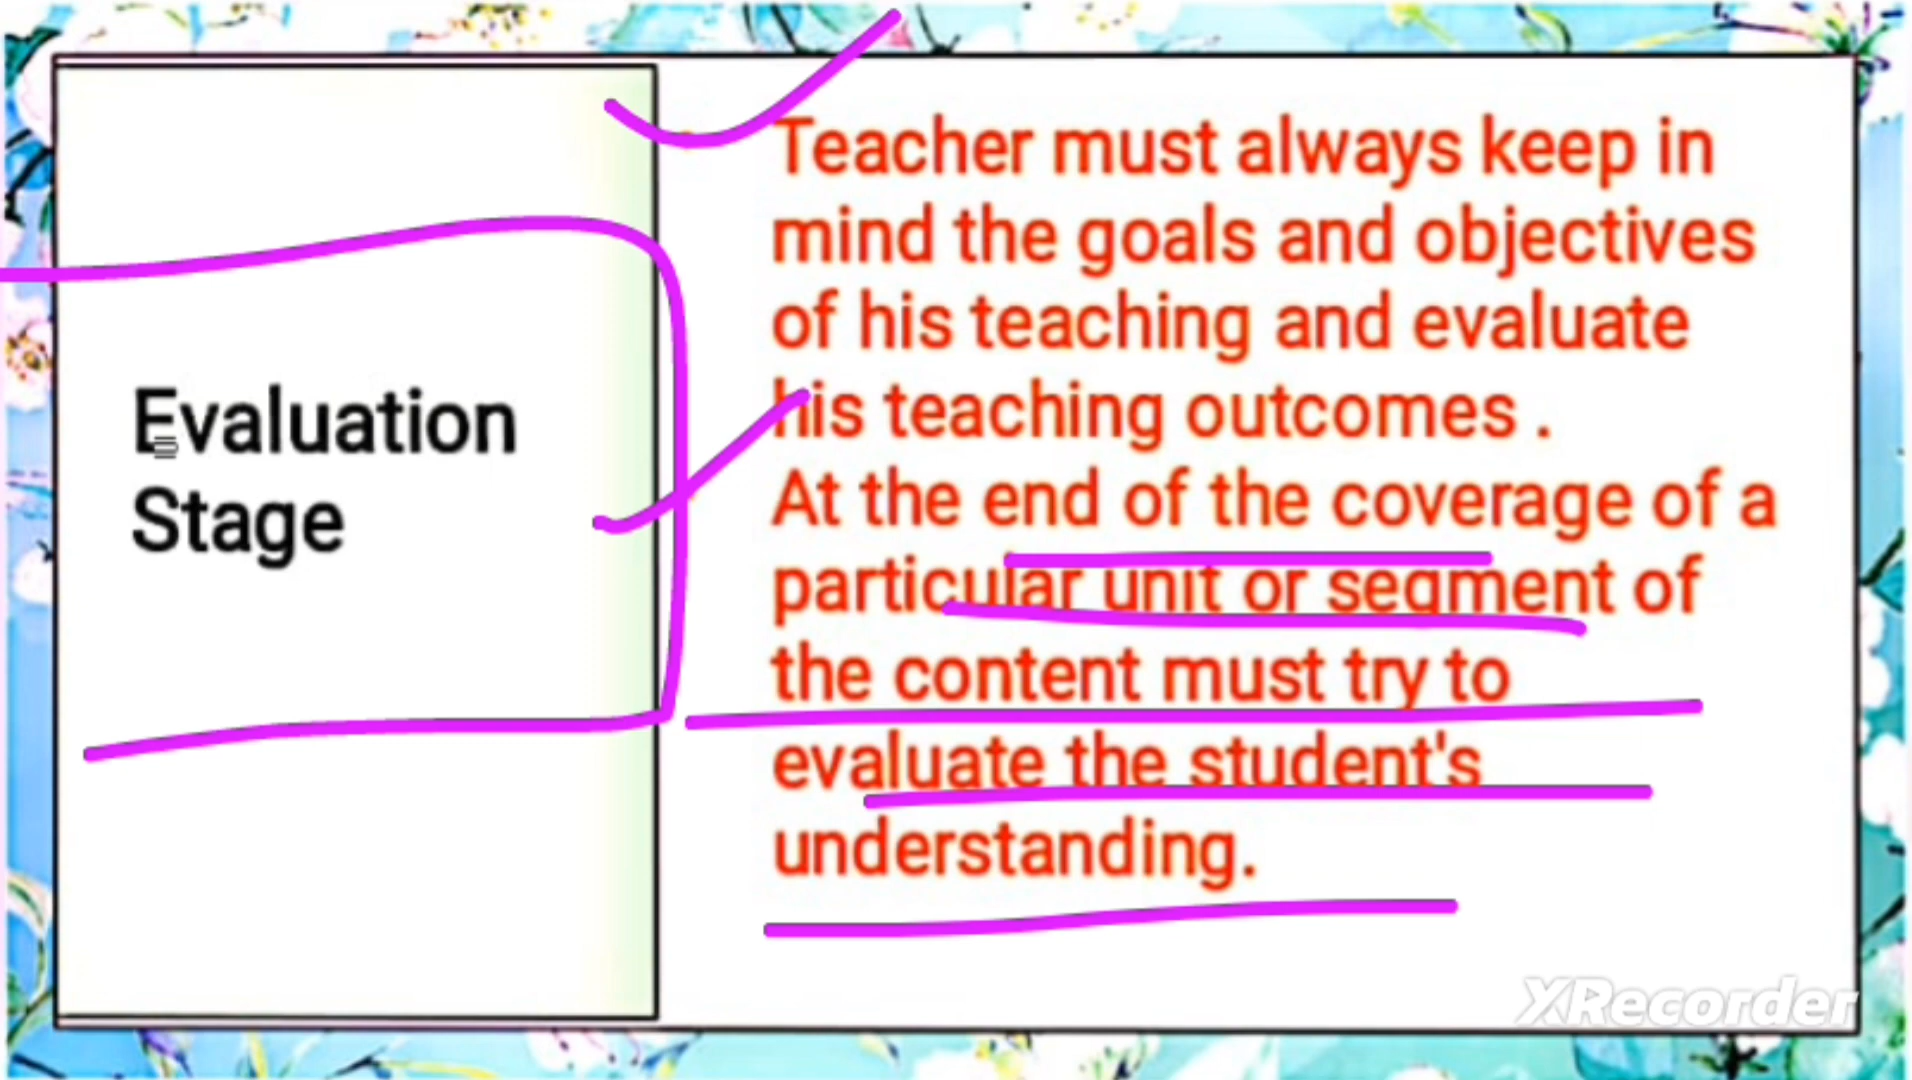 Evaluation
Stage
Teacher must always keep in
mind the goals and objectives
of his teaching and evaluate
his teaching outcomes .
At the end of the coverage of a
particular unit or segment of
the content must try to
evaluate the student's
understanding.
XRecorder